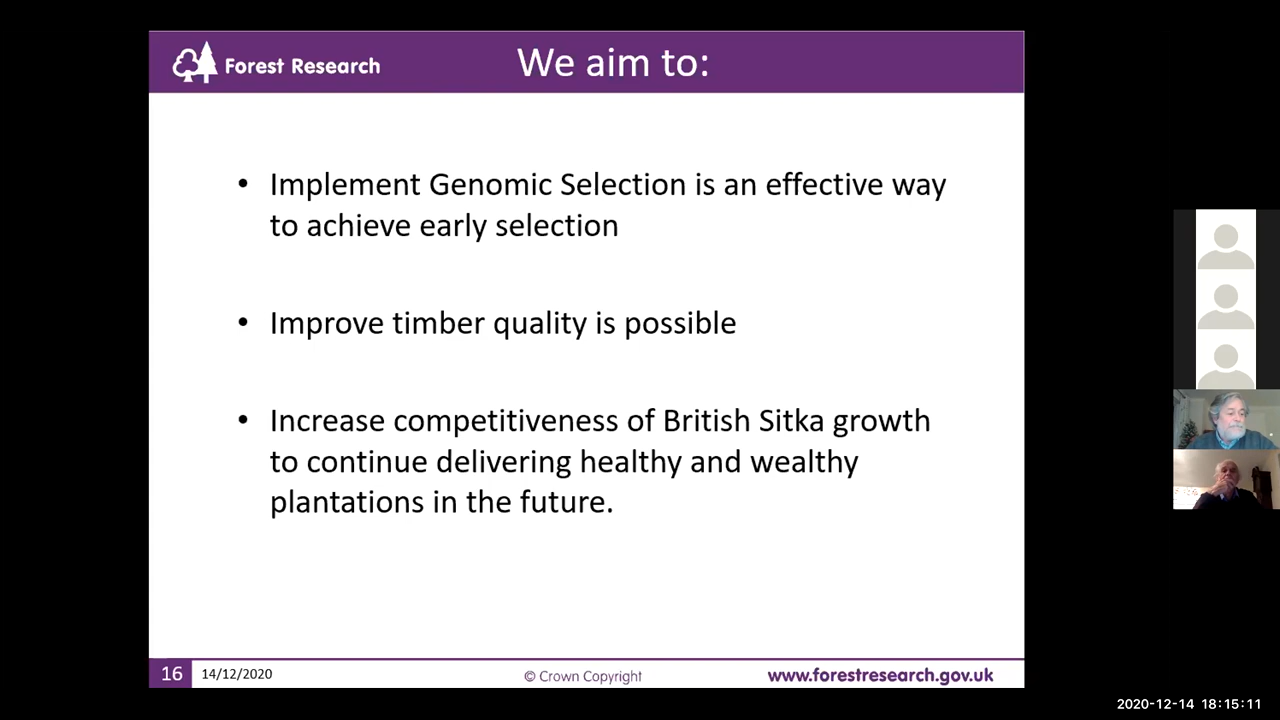 Forest Research
We aim to:
• Implement Genomic Selection is an effective way
to achieve early selection
• Improve timber quality is possible
• Increase competitiveness of British Sitka growth
to continue delivering healthy and wealthy
plantations in the future.
16 14/12/2020 © Crown Copyright www.forestresearch.gov.uk
2020-12-14 18:15:11